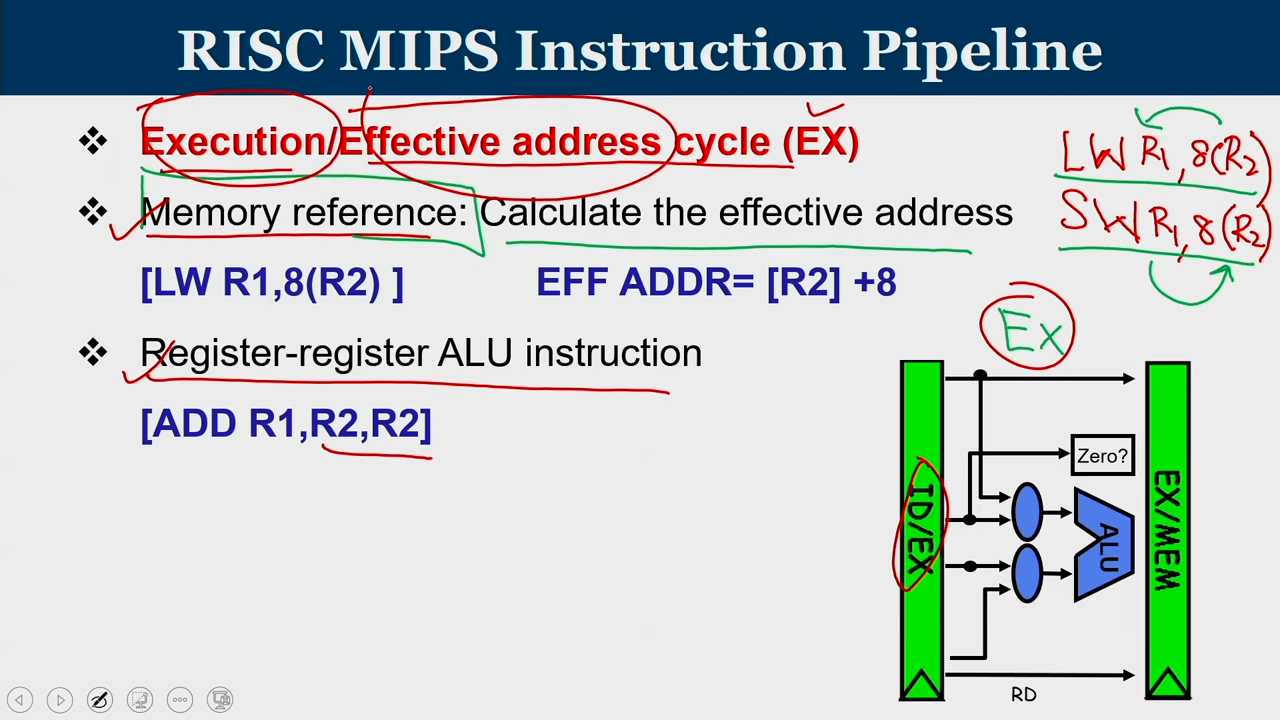 RISC MIPS Instruction Pipeline
❖ Execution/Effective address cycle (EX)
❖ Memory reference: Calculate the effective address
[LW R1,8(R2) ] EFF ADDR= [R2] +8
❖ Register-register ALU instruction
[ADD R1,R2,R2]
LW R1,8(R2)
SW R1,8(R2)
Ex
ID/EX
Zero?
ALU
EX/MEM
RD